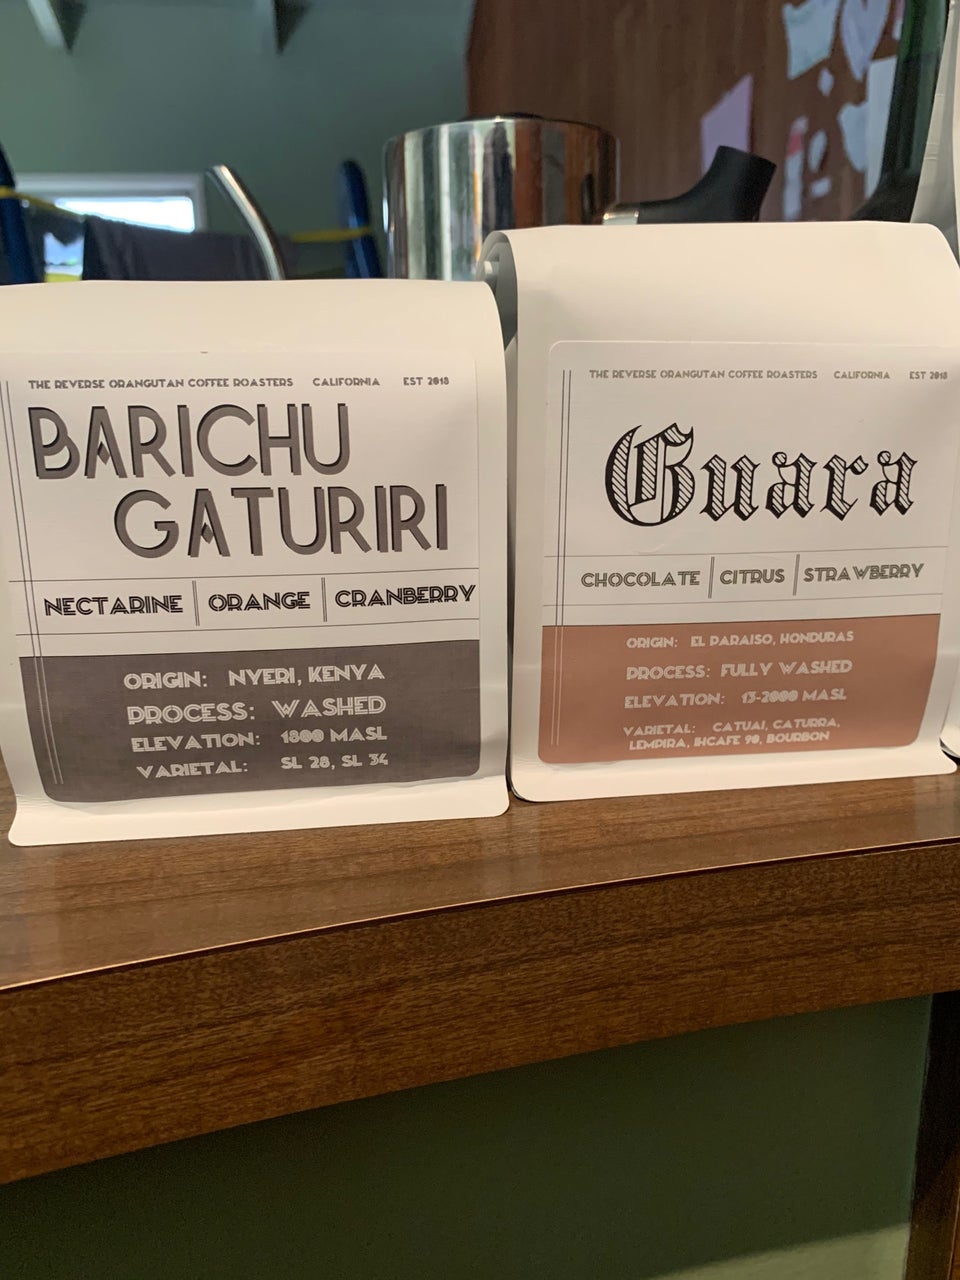 THE REVERSE ORANGUTAN COFFEE ROASTERS CALIFORNIA EST 2018
BARICHU
GATURIRI
NECTARINE ORANGE CRANBERRY
ORIGIN: NYERI, KENYA
PROCESS: WASHED
ELEVATION: 1800 MASL
VARIETAL: SL 28, SL 34
THE REVERSE ORANGUTAN COFFEE ROASTERS CALIFORNIA EST 2018
Guara
CHOCOLATE CITRUS STRAWBERRY
ORIGIN: EL PARAISO, HONDURAS
PROCESS: FULLY WASHED
ELEVATION: 13-2000 MASL
VARIETAL: CATUAI, CATURRA,
LEMPIRA, IHCAFE 90, BOURBON